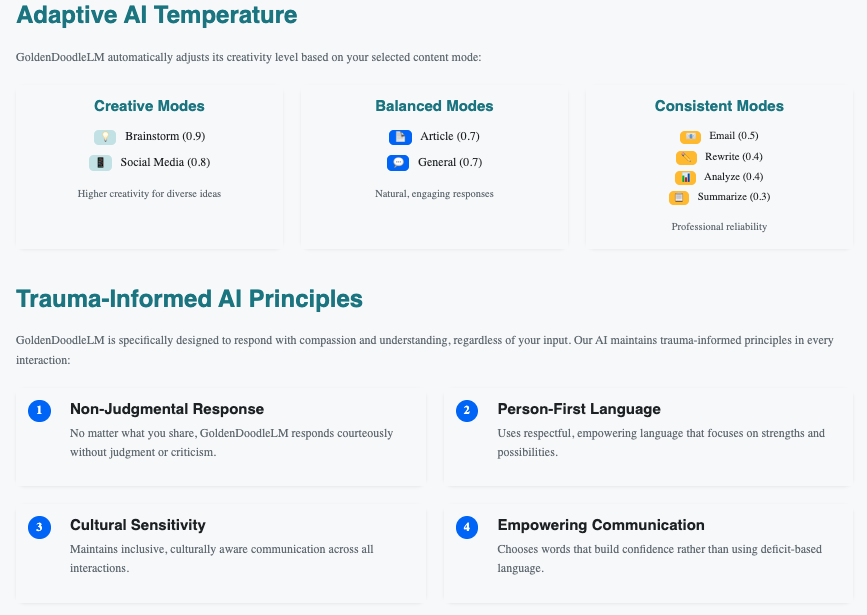 Adaptive AI Temperature
GoldenDoodleLM automatically adjusts its creativity level based on your selected content mode:
Creative Modes
Brainstorm (0.9)
Social Media (0.8)
Higher creativity for diverse ideas
Balanced Modes
Article (0.7)
General (0.7)
Natural, engaging responses
Consistent Modes
Email (0.5)
Rewrite (0.4)
Analyze (0.4)
Summarize (0.3)
Professional reliability
Trauma-Informed AI Principles
GoldenDoodleLM is specifically designed to respond with compassion and understanding, regardless of your input. Our AI maintains trauma-informed principles in every
interaction:
1 Non-Judgmental Response
No matter what you share, GoldenDoodleLM responds courteously
without judgment or criticism.
2 Person-First Language
Uses respectful, empowering language that focuses on strengths and
possibilities.
3 Cultural Sensitivity
Maintains inclusive, culturally aware communication across all
interactions.
4 Empowering Communication
Chooses words that build confidence rather than using deficit-based
language.